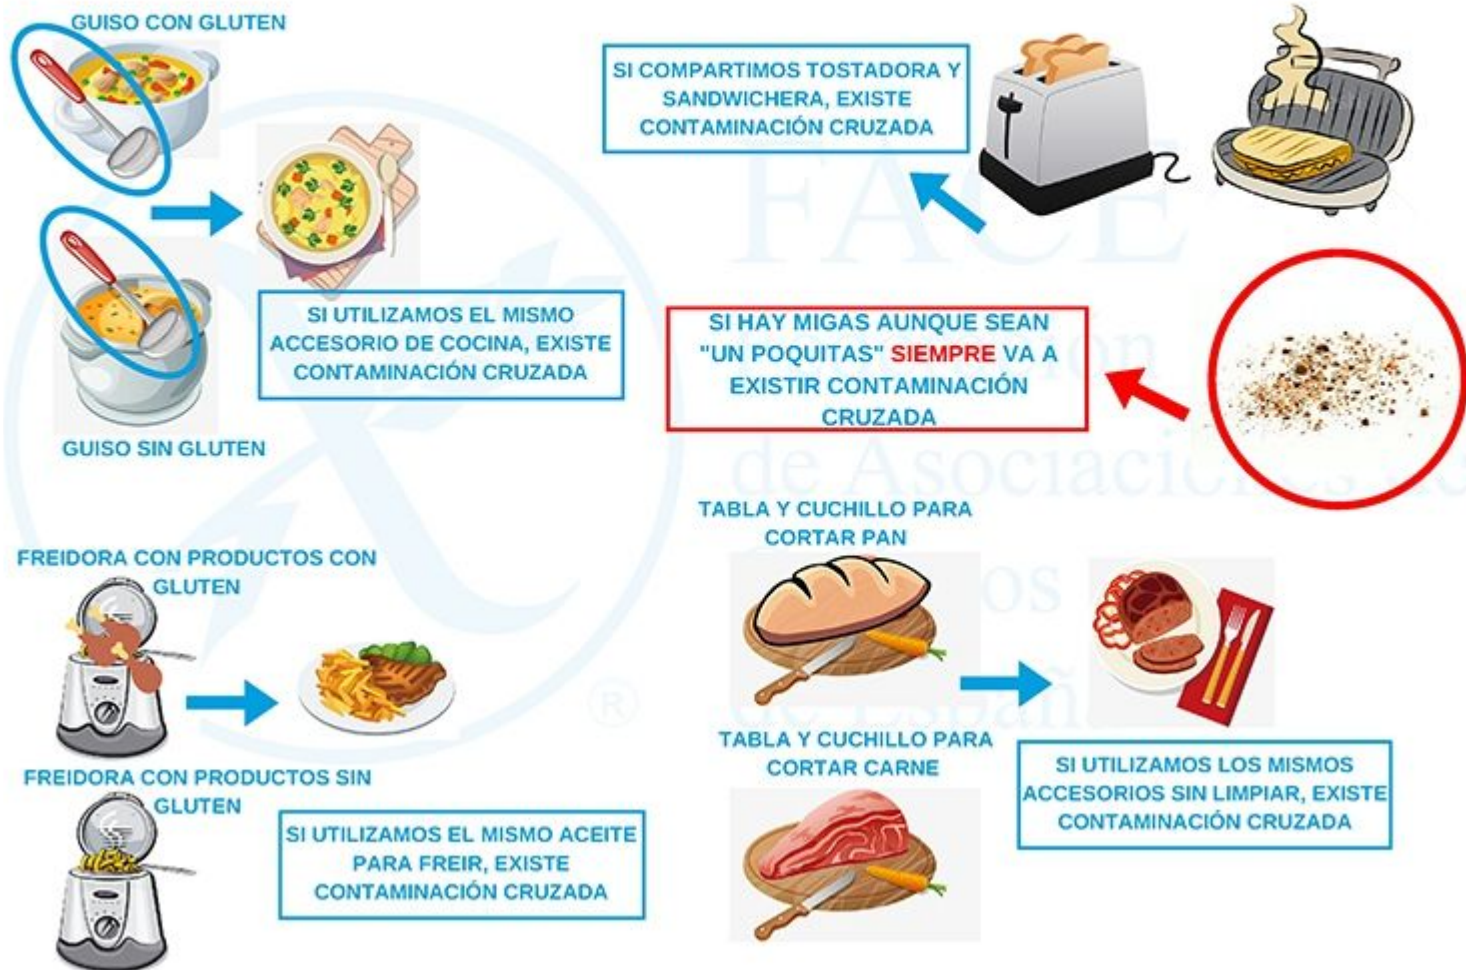 GUISO CON GLUTEN
GUISO SIN GLUTEN
SI UTILIZAMOS EL MISMO
ACCESORIO DE COCINA, EXISTE
CONTAMINACIÓN CRUZADA
SI COMPARTIMOS TOSTADORA Y
SANDWICHERA, EXISTE
CONTAMINACIÓN CRUZADA
SI HAY MIGAS AUNQUE SEAN
"UN POQUITAS" SIEMPRE VA A
EXISTIR CONTAMINACIÓN
CRUZADA
FREIDORA CON PRODUCTOS CON
GLUTEN
FREIDORA CON PRODUCTOS SIN
GLUTEN
SI UTILIZAMOS EL MISMO ACEITE
PARA FREIR, EXISTE
CONTAMINACIÓN CRUZADA
TABLA Y CUCHILLO PARA
CORTAR PAN
TABLA Y CUCHILLO PARA
CORTAR CARNE
SI UTILIZAMOS LOS MISMOS
ACCESORIOS SIN LIMPIAR, EXISTE
CONTAMINACIÓN CRUZADA
FACE
de Asociaciones
®